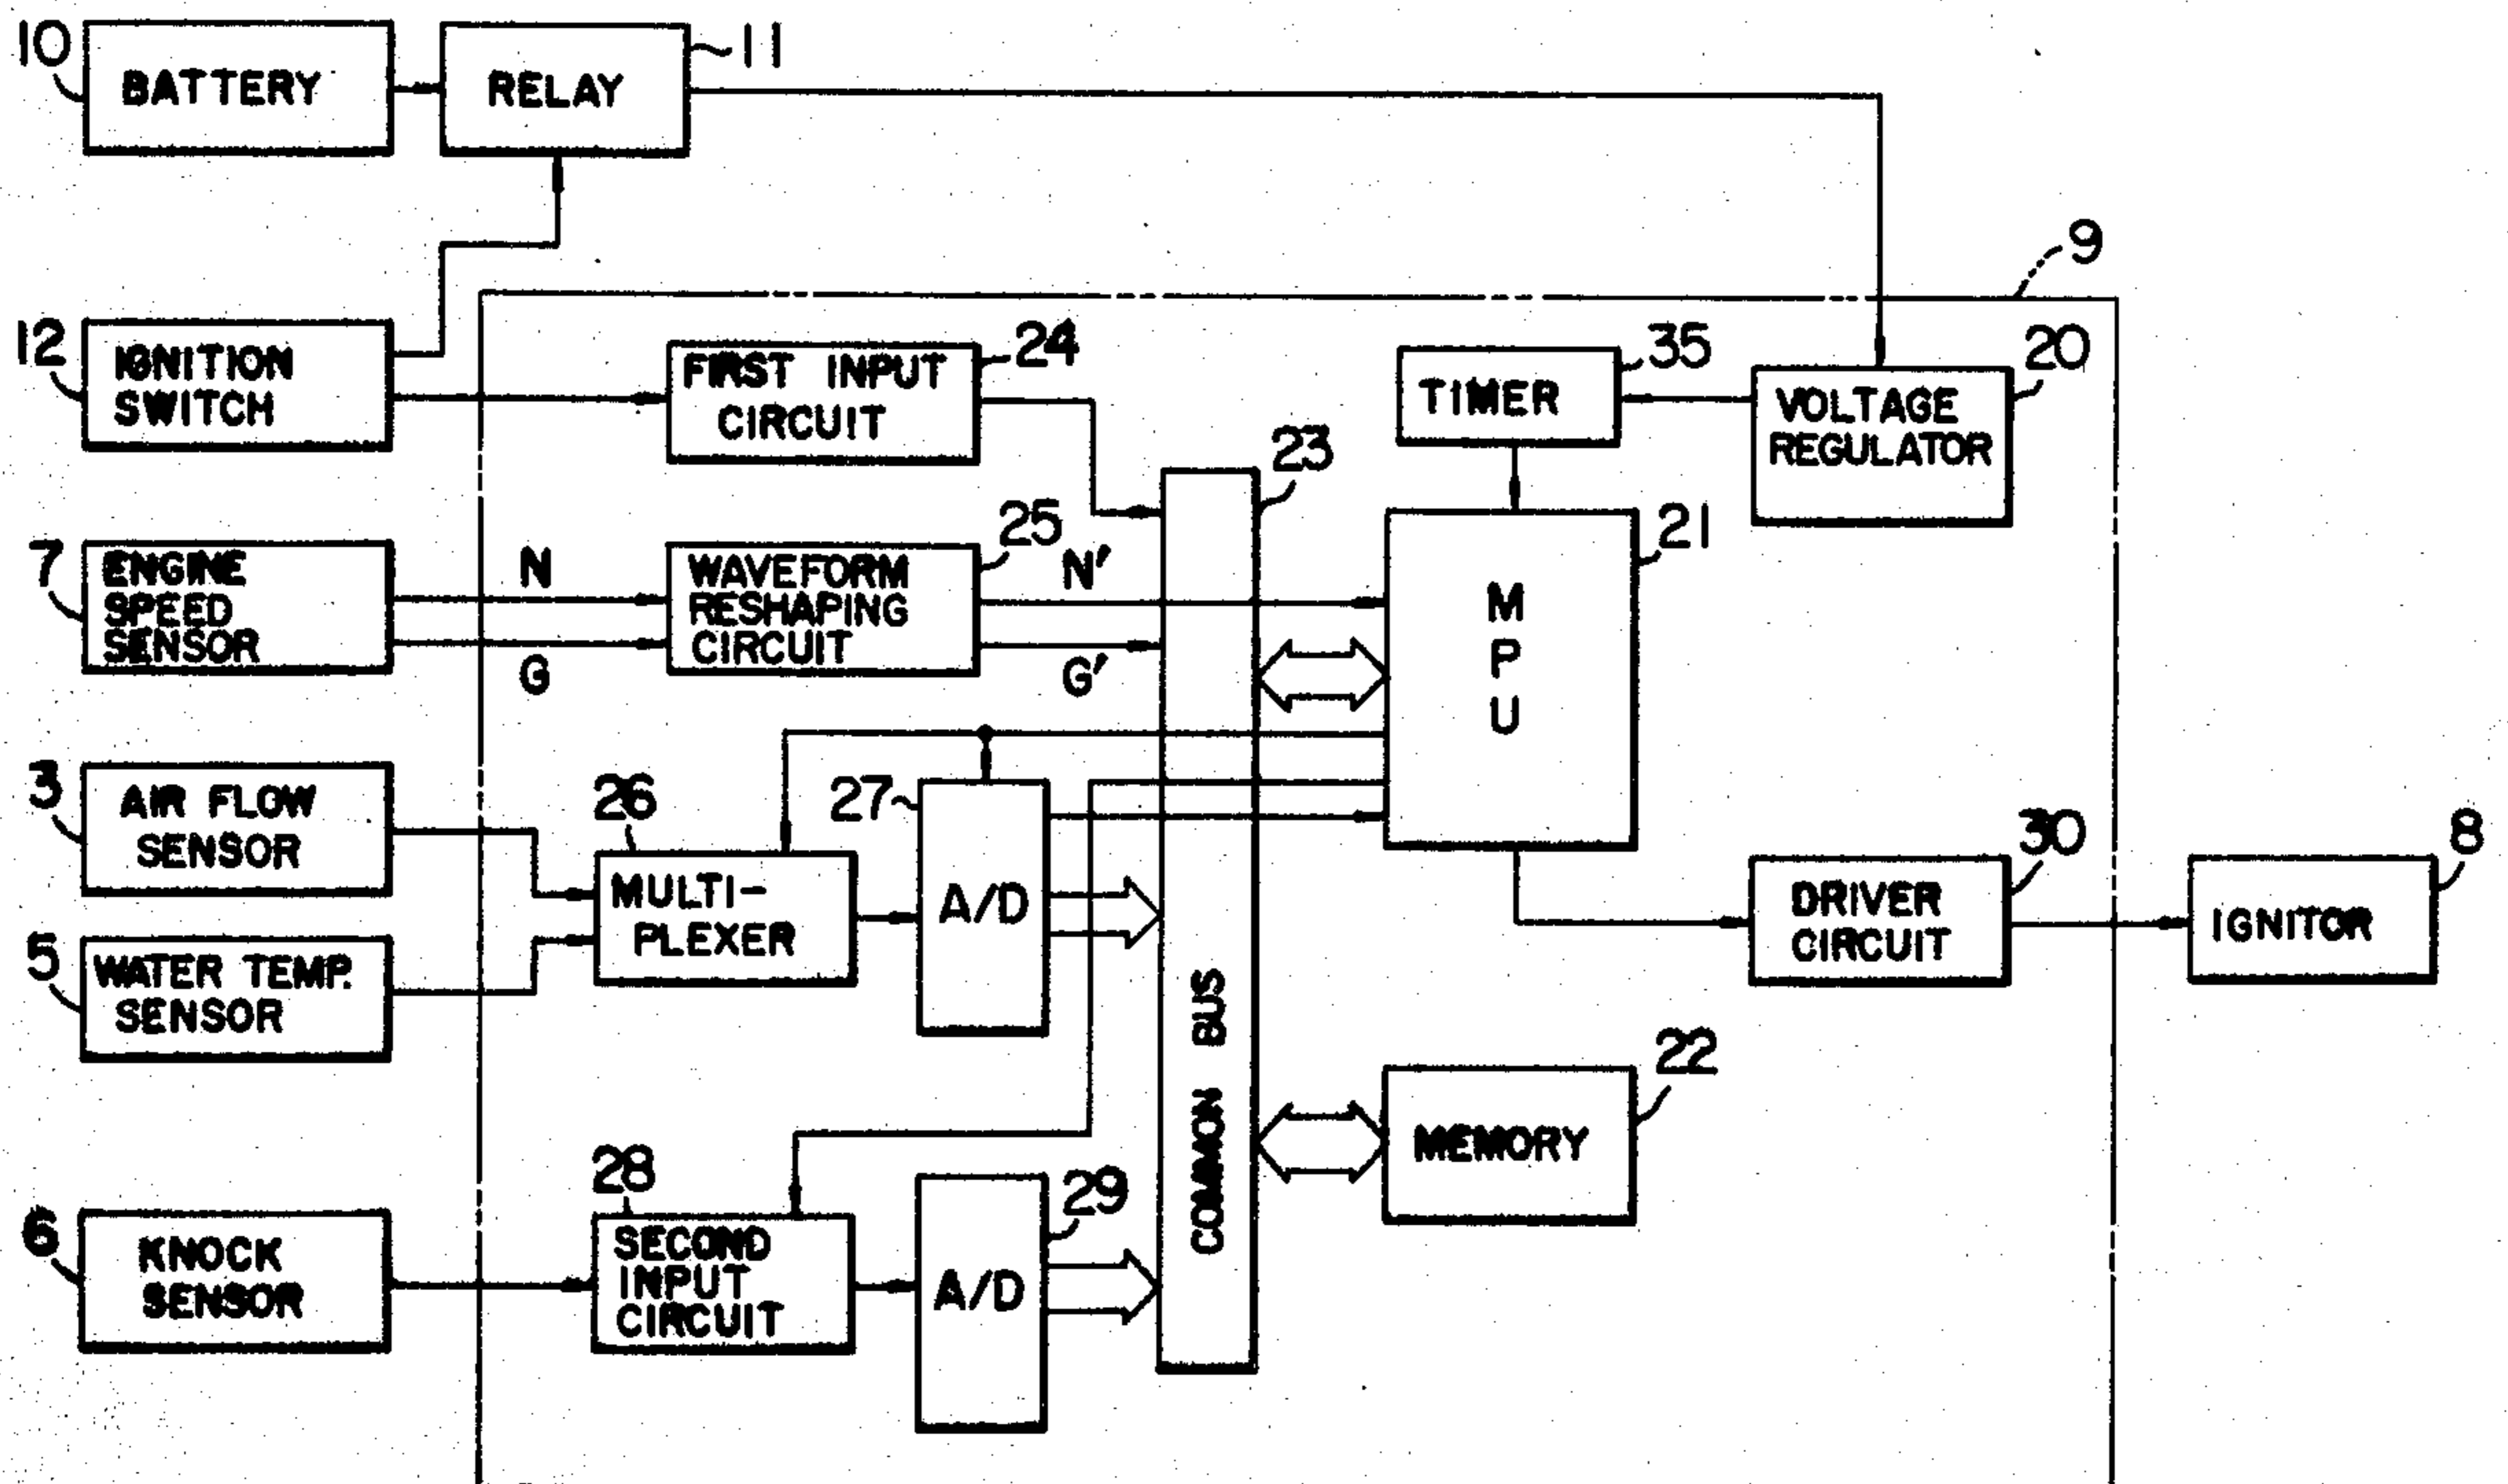 10
BATTERY
RELAY
11
9
12
IGNITION
SWITCH
FIRST INPUT
CIRCUIT
24
TIMER
35
VOLTAGE
REGULATOR
20
23
7
ENGINE
SPEED
SENSOR
N
G
WAVEFORM
RESHAPING
CIRCUIT
25
N'
G'
M
P
U
21
3
AIR FLOW
SENSOR
5
WATER TEMP.
SENSOR
26
MULTI-
PLEXER
27
A/D
COMMON BUS
DRIVER
CIRCUIT
30
IGNITOR
8
MEMORY
22
6
KNOCK
SENSOR
28
SECOND
INPUT
CIRCUIT
A/D
29